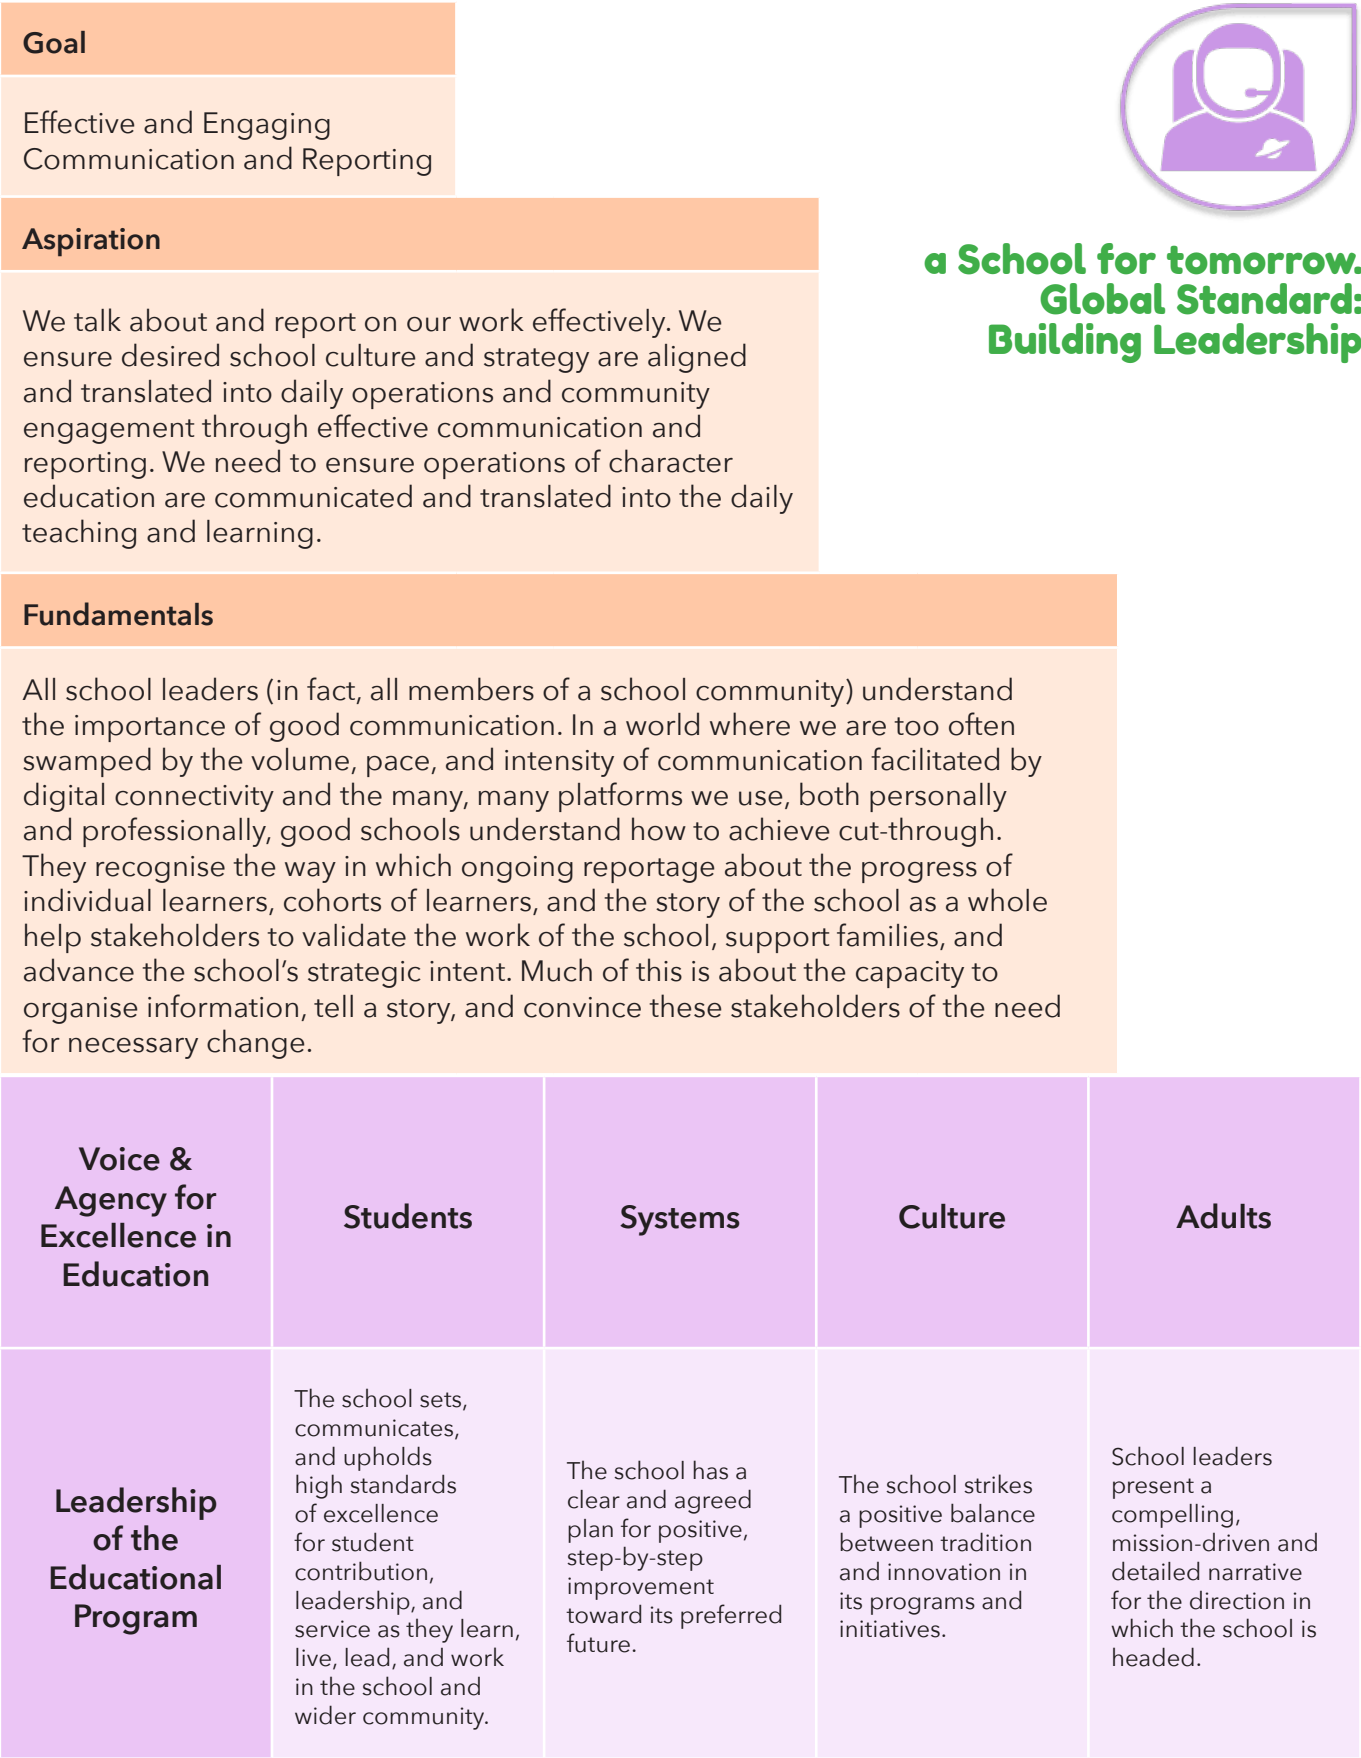 Goal
Effective and Engaging
Communication and Reporting
Aspiration
We talk about and report on our work effectively. We
ensure desired school culture and strategy are aligned
and translated into daily operations and community
engagement through effective communication and
reporting. We need to ensure operations of character
education are communicated and translated into the daily
teaching and learning.
a School for tomorrow.
Global Standard:
Building Leadership
Fundamentals
All school leaders (in fact, all members of a school community) understand
the importance of good communication. In a world where we are too often
swamped by the volume, pace, and intensity of communication facilitated by
digital connectivity and the many, many platforms we use, both personally
and professionally, good schools understand how to achieve cut-through.
They recognise the way in which ongoing reportage about the progress of
individual learners, cohorts of learners, and the story of the school as a whole
help stakeholders to validate the work of the school, support families, and
advance the school’s strategic intent. Much of this is about the capacity to
organise information, tell a story, and convince these stakeholders of the need
for necessary change.
Voice &
Agency for
Excellence in
Education
Students
Systems
Culture
Adults
Leadership
of the
Educational
Program
The school sets,
communicates,
and upholds
high standards
of excellence
for student
contribution,
leadership, and
service as they learn,
live, lead, and work
in the school and
wider community.
The school has a
clear and agreed
plan for positive,
step-by-step
improvement
toward its preferred
future.
The school strikes
a positive balance
between tradition
and innovation in
its programs and
initiatives.
School leaders
present a
compelling,
mission-driven and
detailed narrative
for the direction in
which the school is
headed.